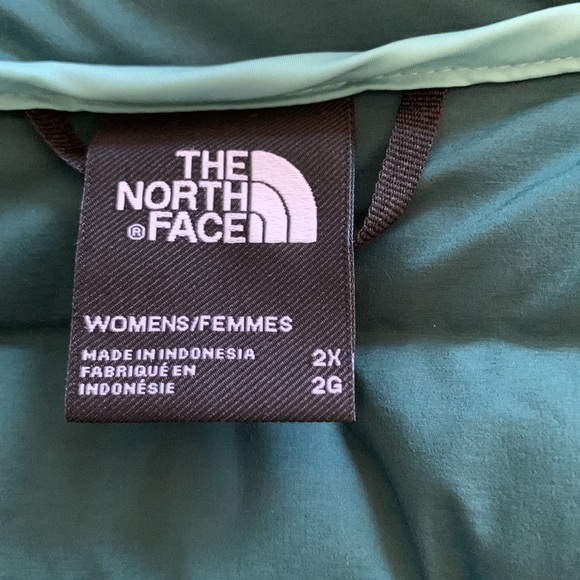 THE
NORTH
® FACE
WOMENS/FEMMES
MADE IN INDONESIA 2X
FABRIQUÉ EN 2G
INDONÉSIE